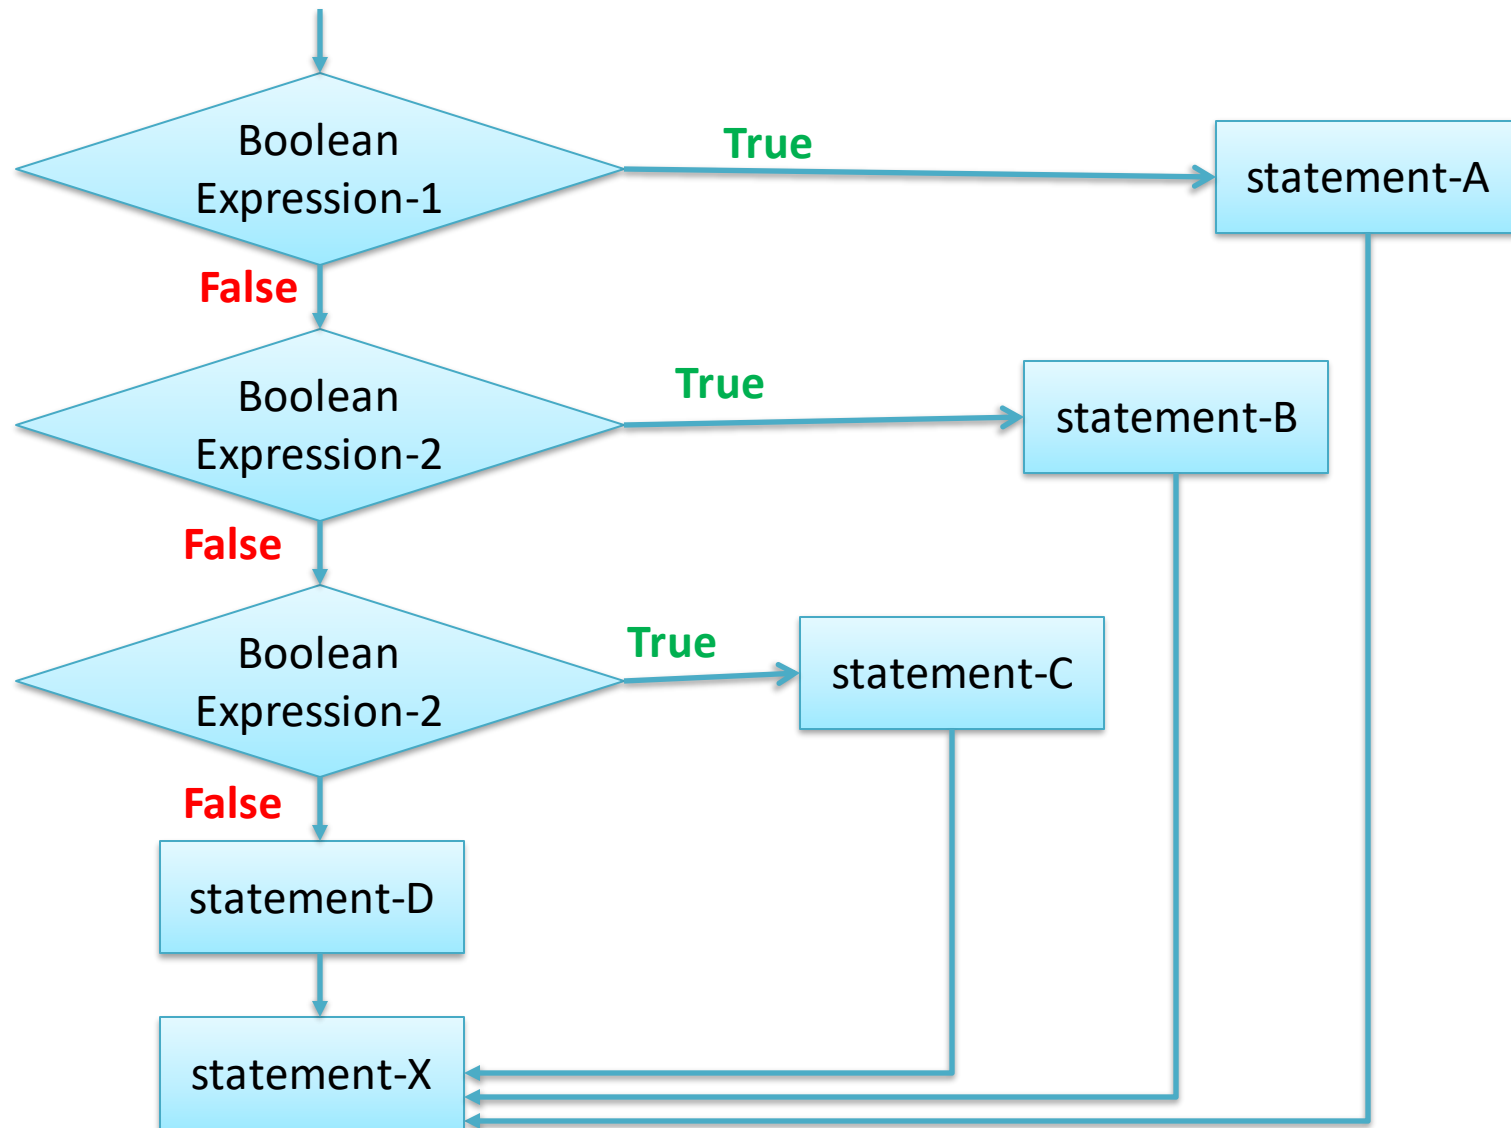 Boolean
Expression-1
True
statement-A
False
Boolean
Expression-2
True
statement-B
False
Boolean
Expression-2
True
statement-C
False
statement-D
statement-X